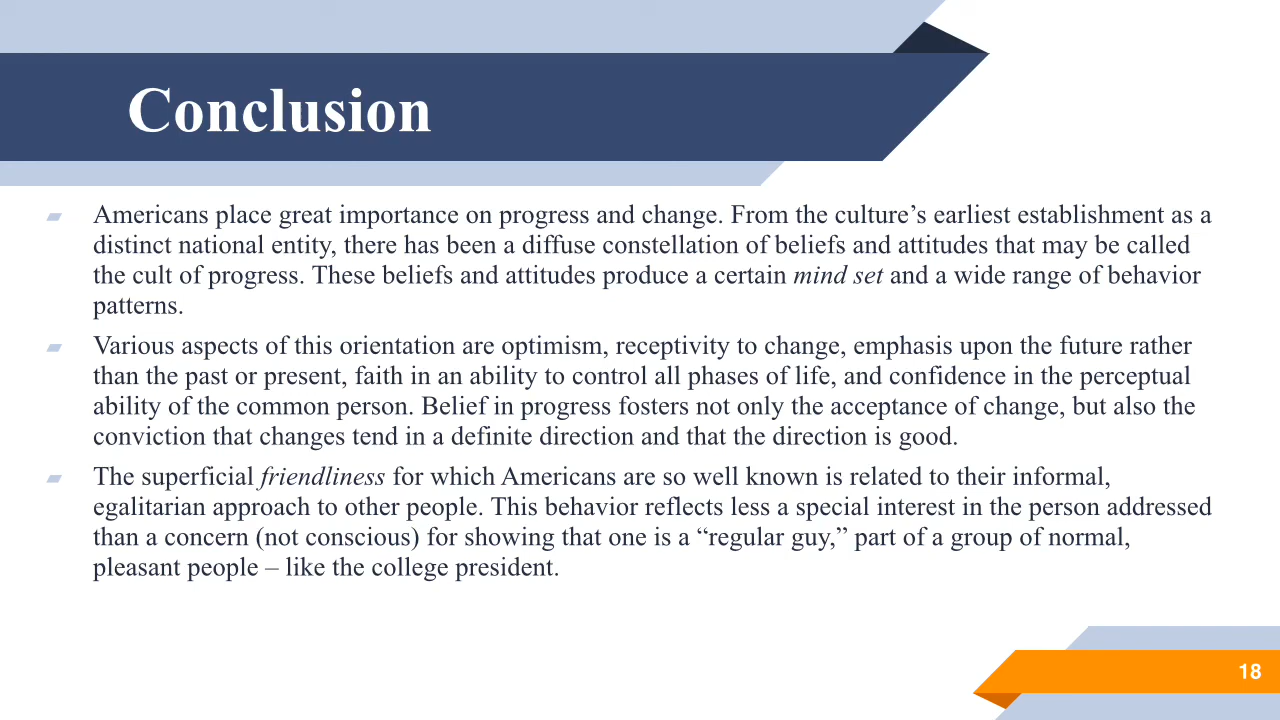 Conclusion
Americans place great importance on progress and change. From the culture’s earliest establishment as a
distinct national entity, there has been a diffuse constellation of beliefs and attitudes that may be called
the cult of progress. These beliefs and attitudes produce a certain mind set and a wide range of behavior
patterns.
Various aspects of this orientation are optimism, receptivity to change, emphasis upon the future rather
than the past or present, faith in an ability to control all phases of life, and confidence in the perceptual
ability of the common person. Belief in progress fosters not only the acceptance of change, but also the
conviction that changes tend in a definite direction and that the direction is good.
The superficial friendliness for which Americans are so well known is related to their informal,
egalitarian approach to other people. This behavior reflects less a special interest in the person addressed
than a concern (not conscious) for showing that one is a “regular guy,” part of a group of normal,
pleasant people – like the college president.
18